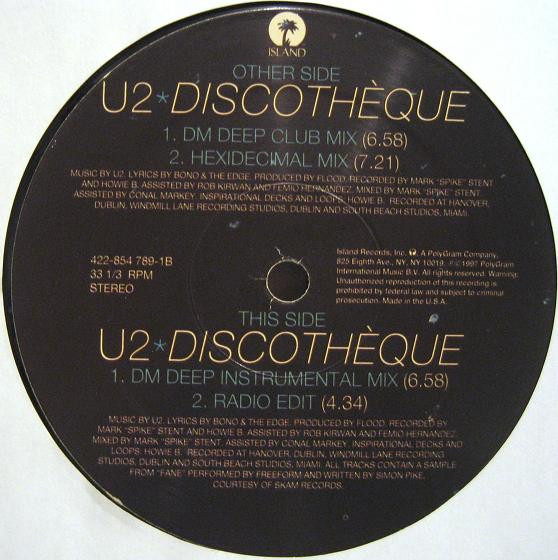 ISLAND
OTHER SIDE
U2*DISCOTHÈQUE
1. DM DEEP CLUB MIX (6.58)
2. HEXIDECIMAL MIX (7.21)
MUSIC BY U2. LYRICS BY BONO & THE EDGE. PRODUCED BY FLOOD. RECORDED BY MARK "SPIKE" STENT
AND HOWIE B. ASSISTED BY ROB KIRWAN AND FEMIO HERNANDEZ. MIXED BY MARK "SPIKE" STENT.
ASSISTED BY CONAL MARKEY. INSPIRATIONAL DECKS AND LOOPS: HOWIE B. RECORDED AT HANOVER,
DUBLIN, WINDMILL LANE RECORDING STUDIOS, DUBLIN AND SOUTH BEACH STUDIOS, MIAMI.
422-854 789-1B
33 1/3 RPM
STEREO
Island Records, Inc. A PolyGram Company,
825 Eighth Ave., NY, NY 10019. ℗©1997 PolyGram
International Music B.V. All rights reserved. Warning:
Unauthorized reproduction of this recording is
prohibited by federal law and subject to criminal
prosecution. Made in the U.S.A.
THIS SIDE
U2*DISCOTHÈQUE
1. DM DEEP INSTRUMENTAL MIX (6.58)
2. RADIO EDIT (4.34)
MUSIC BY U2. LYRICS BY BONO & THE EDGE. PRODUCED BY FLOOD. RECORDED BY
MARK "SPIKE" STENT AND HOWIE B. ASSISTED BY ROB KIRWAN AND FEMIO HERNANDEZ.
MIXED BY MARK "SPIKE" STENT. ASSISTED BY CONAL MARKEY. INSPIRATIONAL DECKS AND
LOOPS: HOWIE B. RECORDED AT HANOVER, DUBLIN, WINDMILL LANE RECORDING
STUDIOS, DUBLIN AND SOUTH BEACH STUDIOS, MIAMI. ALL TRACKS CONTAIN A SAMPLE
FROM "FANE" PERFORMED BY FREEFORM AND WRITTEN BY SIMON PIKE,
COURTESY OF SKAM RECORDS.